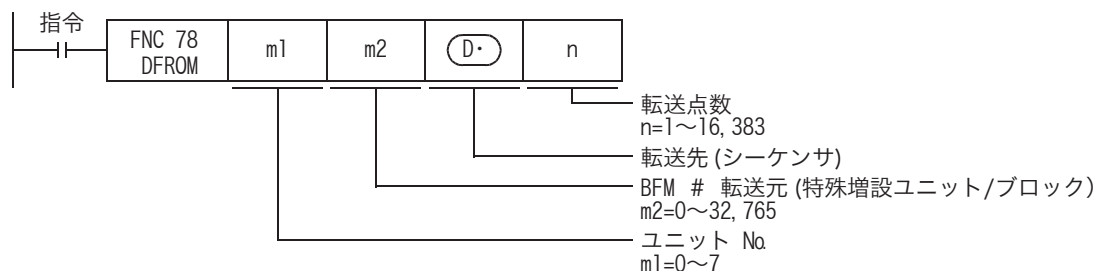 指令
FNC 78
DFROM
m1
m2
D·
n
転送点数
n=1～16,383
転送先(シーケンサ)
BFM # 転送元(特殊増設ユニット/ブロック)
m2=0～32,765
ユニット No.
m1=0～7